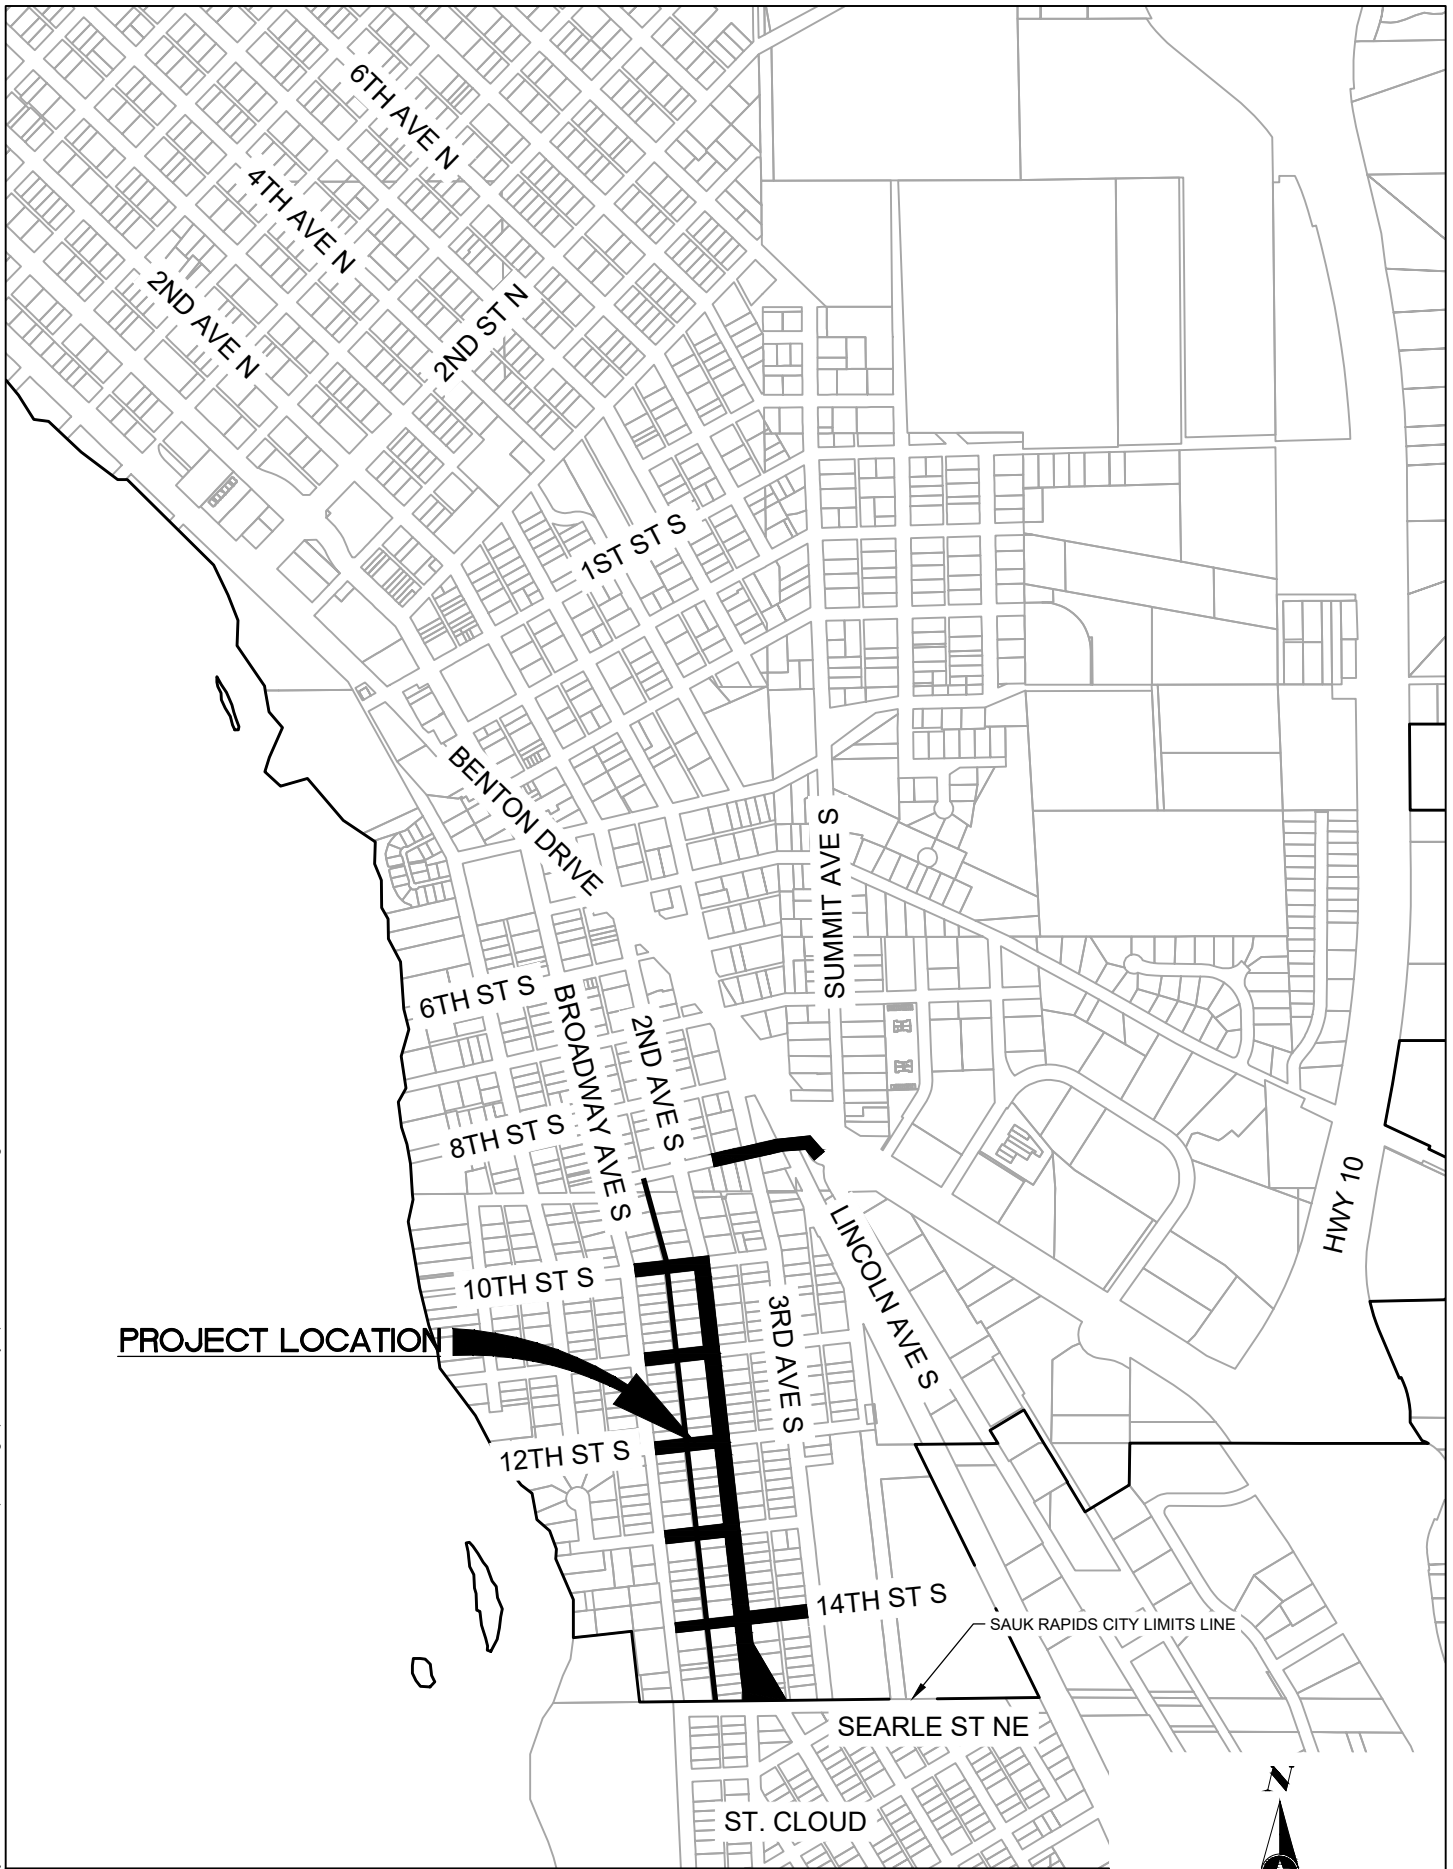 6TH AVE N
4TH AVE N
2ND AVE N
2ND ST N
1ST ST S
BENTON DRIVE
SUMMIT AVE S
6TH ST S
BROADWAY AVE S
2ND AVE S
8TH ST S
HWY 10
LINCOLN AVE S
10TH ST S
3RD AVE S
PROJECT LOCATION
12TH ST S
14TH ST S
SAUK RAPIDS CITY LIMITS LINE
SEARLE ST NE
N
ST. CLOUD